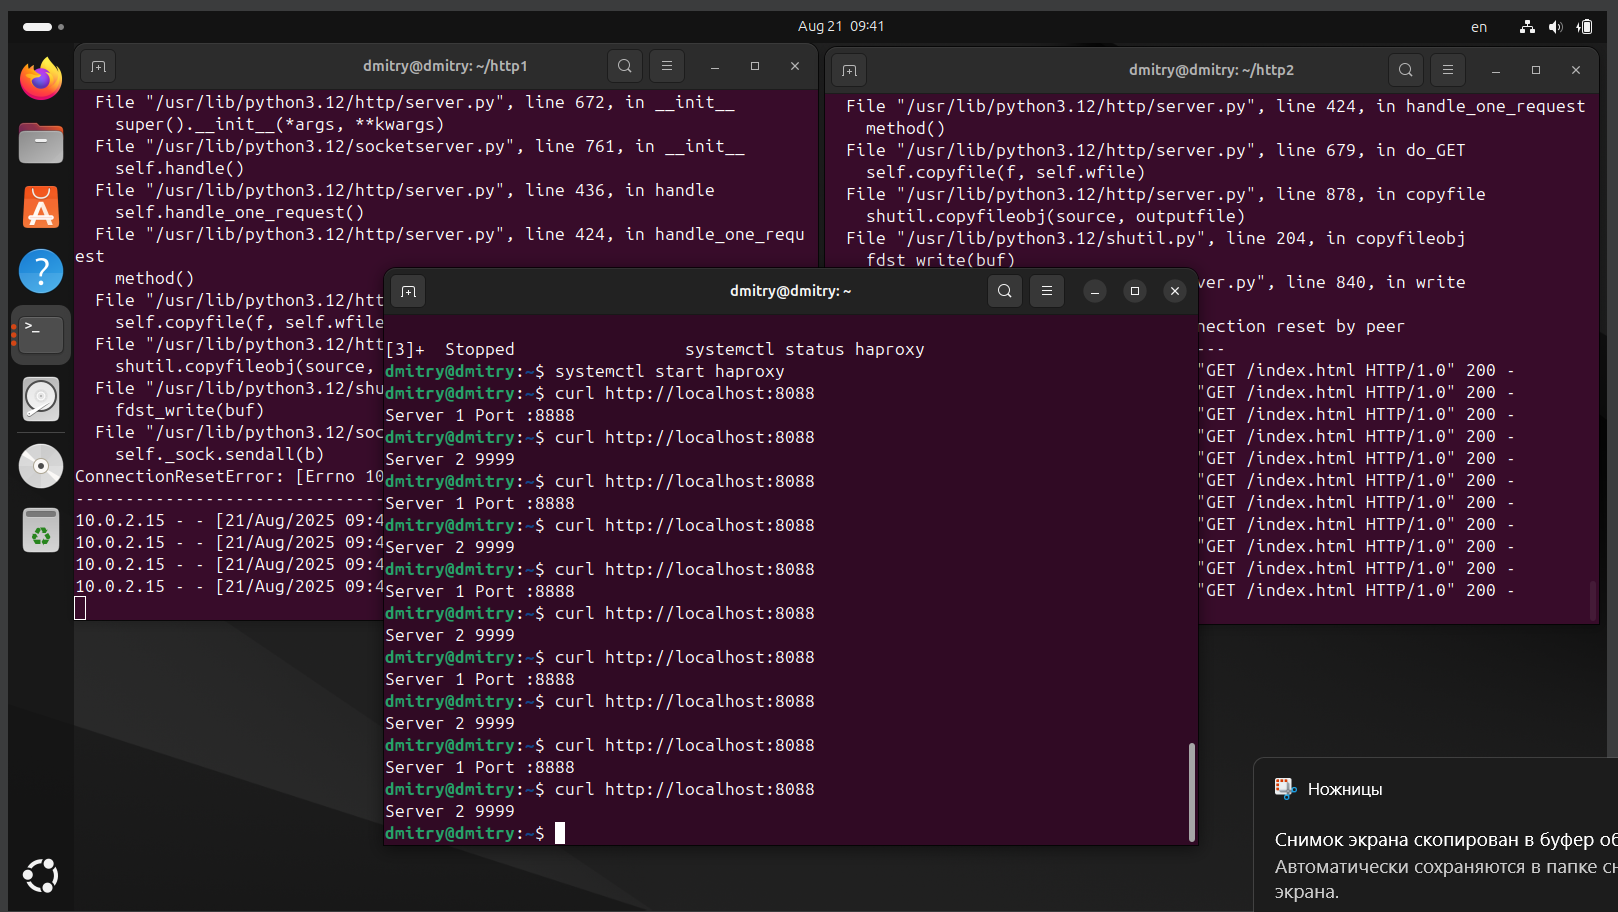 Aug 21 09:41
en
dmitry@dmitry: ~/http1
File "/usr/lib/python3.12/http/server.py", line 672, in __init__
super().__init__(*args, **kwargs)
File "/usr/lib/python3.12/socketserver.py", line 761, in __init__
self.handle()
File "/usr/lib/python3.12/http/server.py", line 436, in handle
self.handle_one_request()
File "/usr/lib/python3.12/http/server.py", line 424, in handle_one_requ
est
method()
File "/usr/lib/python3.12/htt
self.copyfile(f, self.wfile
File "/usr/lib/python3.12/htt
shutil.copyfileobj(source,
File "/usr/lib/python3.12/shu
fdst_write(buf)
File "/usr/lib/python3.12/soc
self._sock.sendall(b)
ConnectionResetError: [Errno 10
----------------------------------------
10.0.2.15 - - [21/Aug/2025 09:4
10.0.2.15 - - [21/Aug/2025 09:4
10.0.2.15 - - [21/Aug/2025 09:4
10.0.2.15 - - [21/Aug/2025 09:4
dmitry@dmitry: ~/http2
File "/usr/lib/python3.12/http/server.py", line 424, in handle_one_request
method()
File "/usr/lib/python3.12/http/server.py", line 679, in do_GET
self.copyfile(f, self.wfile)
File "/usr/lib/python3.12/http/server.py", line 878, in copyfile
shutil.copyfileobj(source, outputfile)
File "/usr/lib/python3.12/shutil.py", line 204, in copyfileobj
fdst_write(buf)
ver.py", line 840, in write
nection reset by peer
---
"GET /index.html HTTP/1.0" 200 -
"GET /index.html HTTP/1.0" 200 -
"GET /index.html HTTP/1.0" 200 -
"GET /index.html HTTP/1.0" 200 -
"GET /index.html HTTP/1.0" 200 -
"GET /index.html HTTP/1.0" 200 -
"GET /index.html HTTP/1.0" 200 -
"GET /index.html HTTP/1.0" 200 -
"GET /index.html HTTP/1.0" 200 -
"GET /index.html HTTP/1.0" 200 -
"GET /index.html HTTP/1.0" 200 -
dmitry@dmitry: ~
[3]+  Stopped                 systemctl status haproxy
dmitry@dmitry:~$ systemctl start haproxy
dmitry@dmitry:~$ curl http://localhost:8088
Server 1 Port :8888
dmitry@dmitry:~$ curl http://localhost:8088
Server 2 9999
dmitry@dmitry:~$ curl http://localhost:8088
Server 1 Port :8888
dmitry@dmitry:~$ curl http://localhost:8088
Server 2 9999
dmitry@dmitry:~$ curl http://localhost:8088
Server 1 Port :8888
dmitry@dmitry:~$ curl http://localhost:8088
Server 2 9999
dmitry@dmitry:~$ curl http://localhost:8088
Server 1 Port :8888
dmitry@dmitry:~$ curl http://localhost:8088
Server 2 9999
dmitry@dmitry:~$ curl http://localhost:8088
Server 1 Port :8888
dmitry@dmitry:~$ curl http://localhost:8088
Server 2 9999
dmitry@dmitry:~$
Ножницы
Снимок экрана скопирован в буфер об
Автоматически сохраняются в папке сн
экрана.